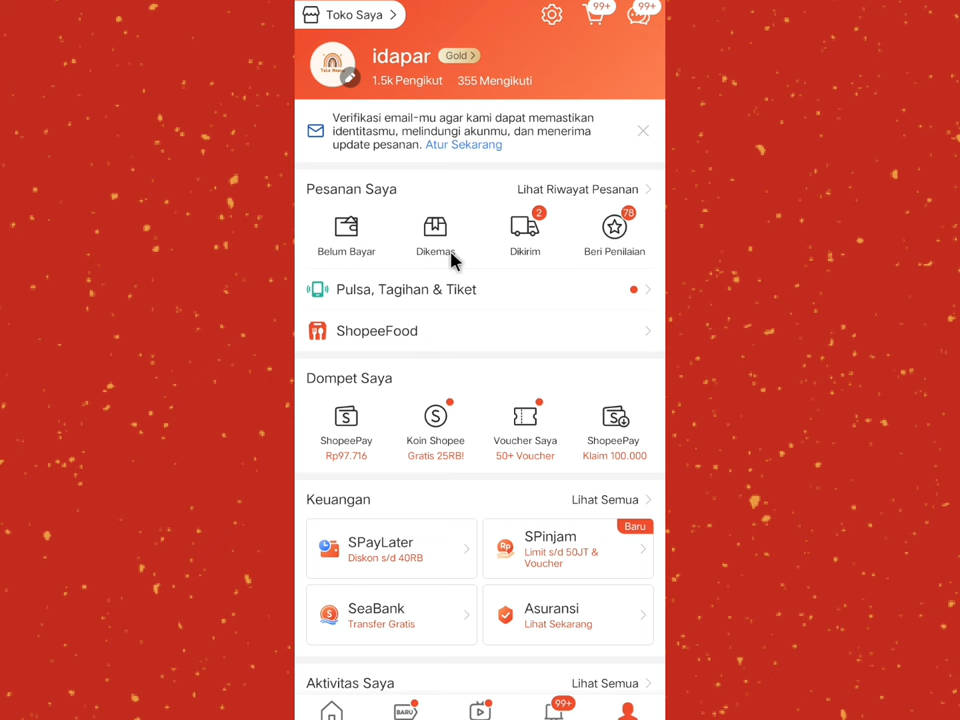 Toko Saya
99+
99+
idapar
Gold
1.5k Pengikut
355 Mengikuti
Verifikasi email-mu agar kami dapat memastikan
identitasmu, melindungi akunmu, dan menerima
update pesanan. Atur Sekarang
Pesanan Saya
Lihat Riwayat Pesanan
2
78
Belum Bayar
Dikemas
Dikirim
Beri Penilaian
Pulsa, Tagihan & Tiket
ShopeeFood
Dompet Saya
ShopeePay
Koin Shopee
Voucher Saya
ShopeePay
Rp97.716
Gratis 25RB!
50+ Voucher
Klaim 100.000
Keuangan
Lihat Semua
Baru
SPayLater
Diskon s/d 40RB
Rp
SPinjam
Limit s/d 50JT &
Voucher
SeaBank
Transfer Gratis
Asuransi
Lihat Sekarang
Aktivitas Saya
Lihat Semua
BARU
99+